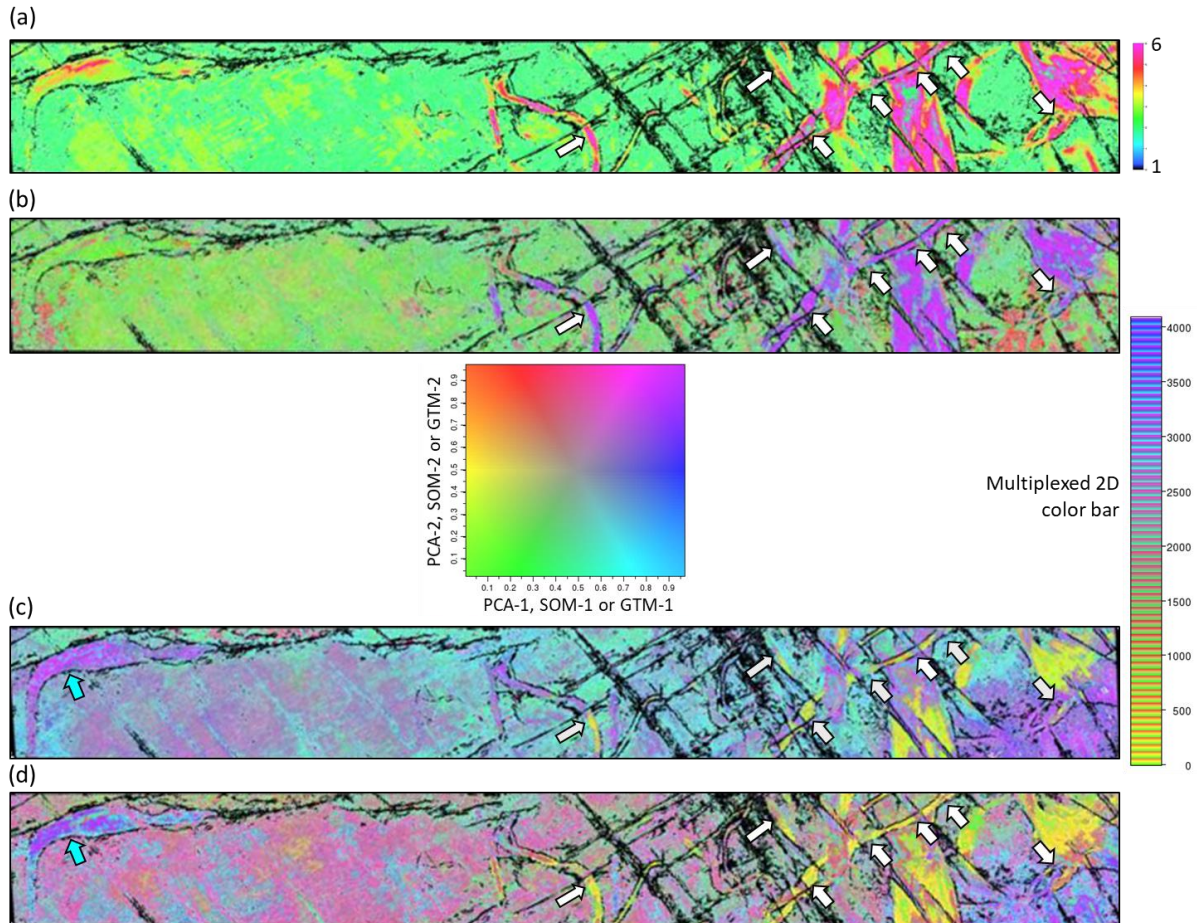 (a)
6
1
(b)
4000
3500
3000
2500
2000
1500
1000
500
0
Multiplexed 2D
color bar
PCA-2, SOM-2 or GTM-2
0.9
0.8
0.7
0.6
0.5
0.4
0.3
0.2
0.1
0.1 0.2 0.3 0.4 0.5 0.6 0.7 0.8 0.9
PCA-1, SOM-1 or GTM-1
(c)
(d)